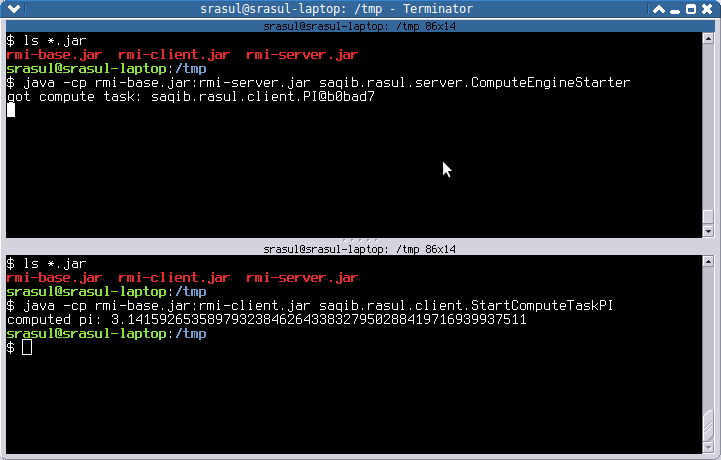 srasul@srasul-laptop: /tmp - Terminator
srasul@srasul-laptop: /tmp 86x14
$ ls *.jar
rmi-base.jar  rmi-client.jar  rmi-server.jar
srasul@srasul-laptop:/tmp
$ java -cp rmi-base.jar:rmi-server.jar saqib.rasul.server.ComputeEngineStarter
got compute task: saqib.rasul.client.PI@b0bad7
srasul@srasul-laptop: /tmp 86x14
$ ls *.jar
rmi-base.jar  rmi-client.jar  rmi-server.jar
srasul@srasul-laptop:/tmp
$ java -cp rmi-base.jar:rmi-client.jar saqib.rasul.client.StartComputeTaskPI
computed pi: 3.14159265358979323846264338327950288419716939937511
srasul@srasul-laptop:/tmp
$